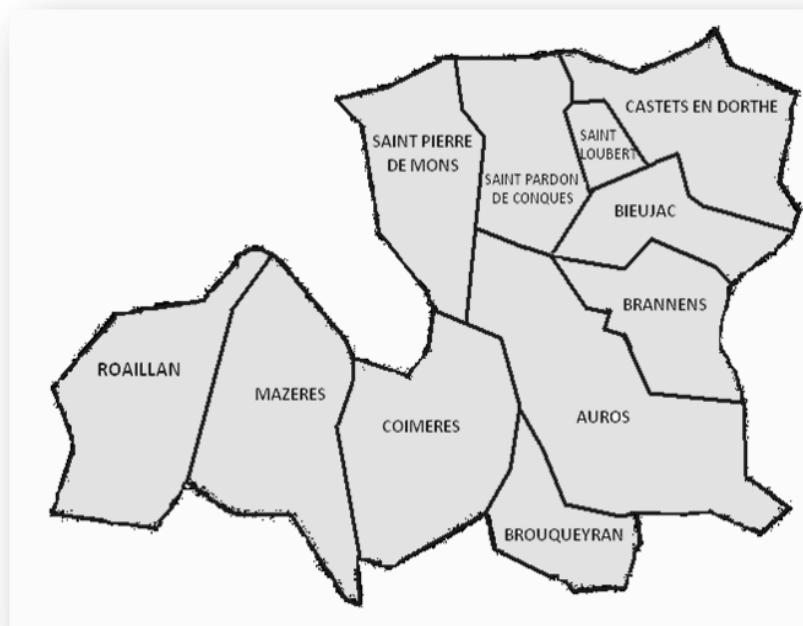 CASTETS EN DORTHE
SAINT PIERRE
DE MONS
SAINT
LOUBERT
SAINT PARDON
DE CONQUES
BIEUJAC
BRANNENS
ROAILLAN
MAZERES
COIMERES
AUROS
BROUQUEYRAN